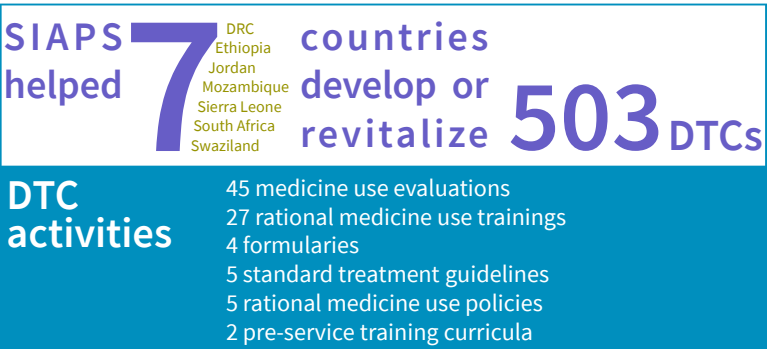 SIAPS helped 7
DRC
Ethiopia
Jordan
Mozambique
Sierra Leone
South Africa
Swaziland
countries
develop or
revitalize 503 DTCs
DTC
activities
45 medicine use evaluations
27 rational medicine use trainings
4 formularies
5 standard treatment guidelines
5 rational medicine use policies
2 pre-service training curricula